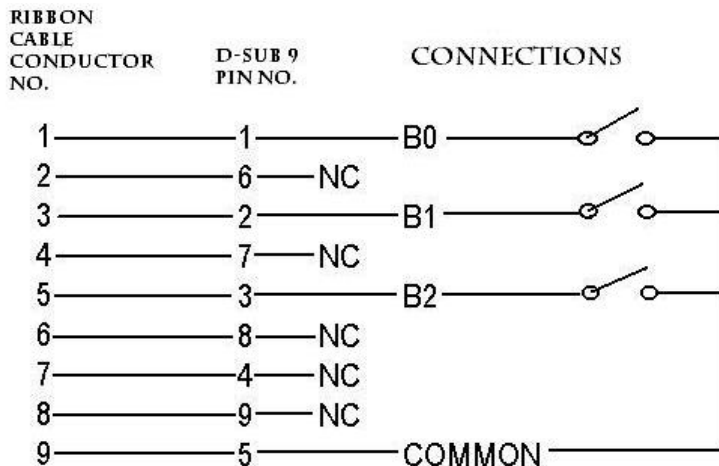 RIBBON
CABLE
CONDUCTOR
NO.
D-SUB 9
PIN NO.
CONNECTIONS
1 1 B0
2 6 NC
3 2 B1
4 7 NC
5 3 B2
6 8 NC
7 4 NC
8 9 NC
9 5 COMMON